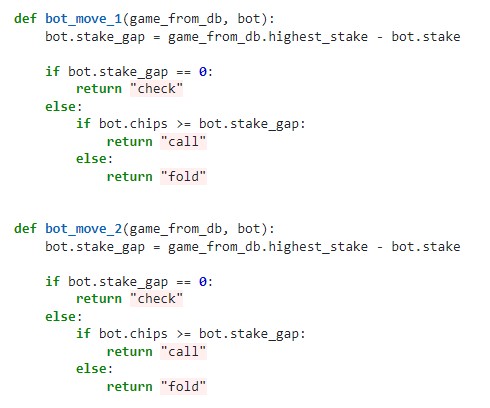 def bot_move_1(game_from_db, bot):
    bot.stake_gap = game_from_db.highest_stake - bot.stake
    if bot.stake_gap == 0:
        return "check"
    else:
        if bot.chips >= bot.stake_gap:
            return "call"
        else:
            return "fold"
def bot_move_2(game_from_db, bot):
    bot.stake_gap = game_from_db.highest_stake - bot.stake
    if bot.stake_gap == 0:
        return "check"
    else:
        if bot.chips >= bot.stake_gap:
            return "call"
        else:
            return "fold"